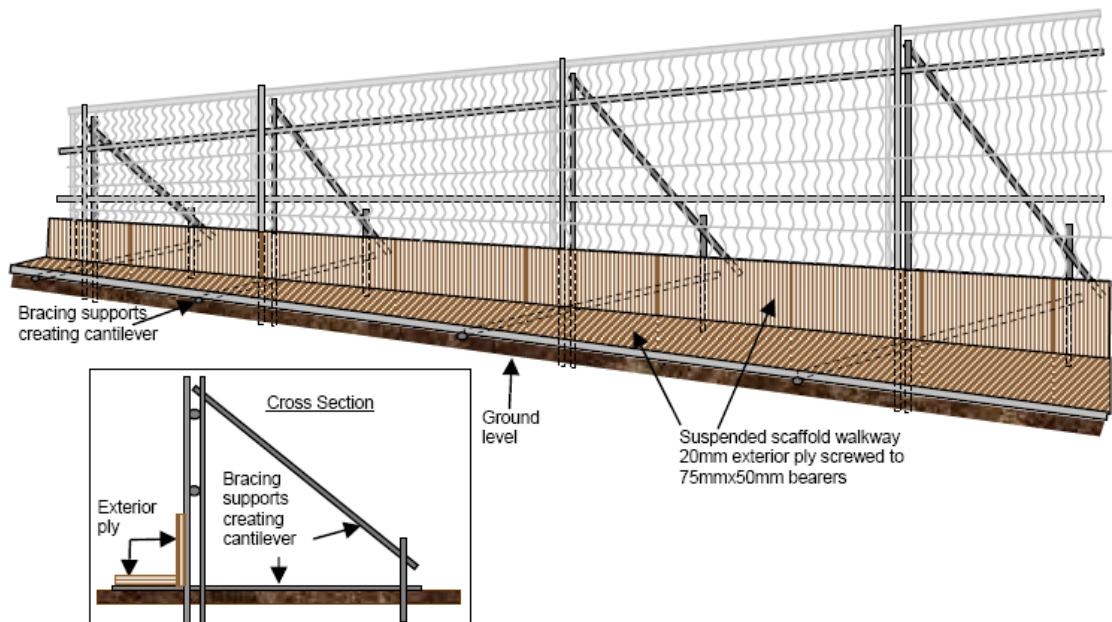 Bracing supports
creating cantilever
Ground
level
Suspended scaffold walkway
20mm exterior ply screwed to
75mmx50mm bearers
Cross Section
Bracing
supports
creating
cantilever
Exterior
ply